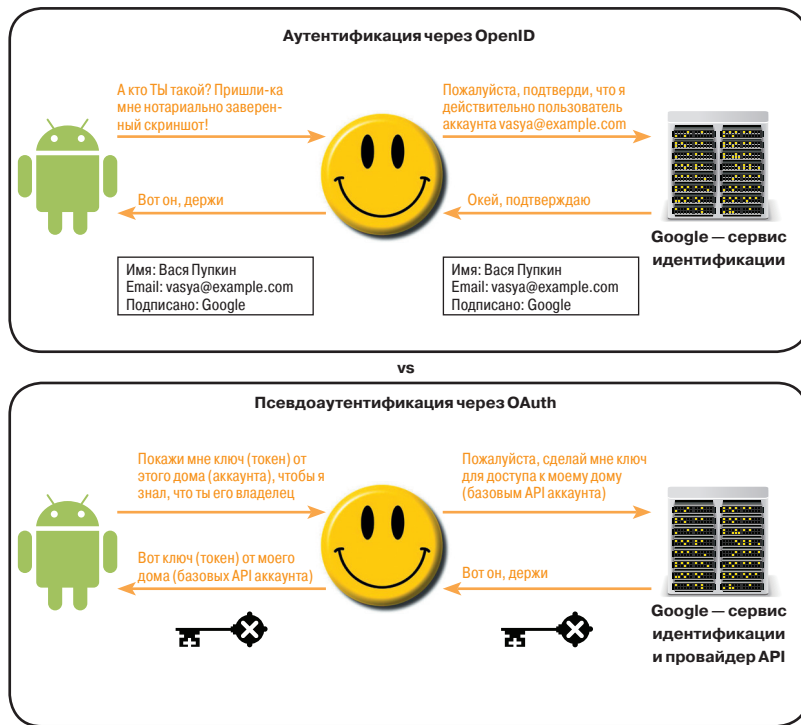 Аутентификация через OpenID
А кто ТЫ такой? Пришли-ка
мне нотариально заверен-
ный скриншот!
Пожалуйста, подтверди, что я
действительно пользователь
аккаунта vasya@example.com
Вот он, держи
Окей, подтверждаю
Google — сервис
идентификации
Имя: Вася Пупкин
Email: vasya@example.com
Подписано: Google
Имя: Вася Пупкин
Email: vasya@example.com
Подписано: Google
vs
Псевдоаутентификация через OAuth
Покажи мне ключ (токен) от
этого дома (аккаунта), чтобы я
знал, что ты его владелец
Пожалуйста, сделай мне ключ
для доступа к моему дому
(базовым API аккаунта)
Вот ключ (токен) от моего
дома (базовых API аккаунта)
Вот он, держи
Google — сервис
идентификации
и провайдер API